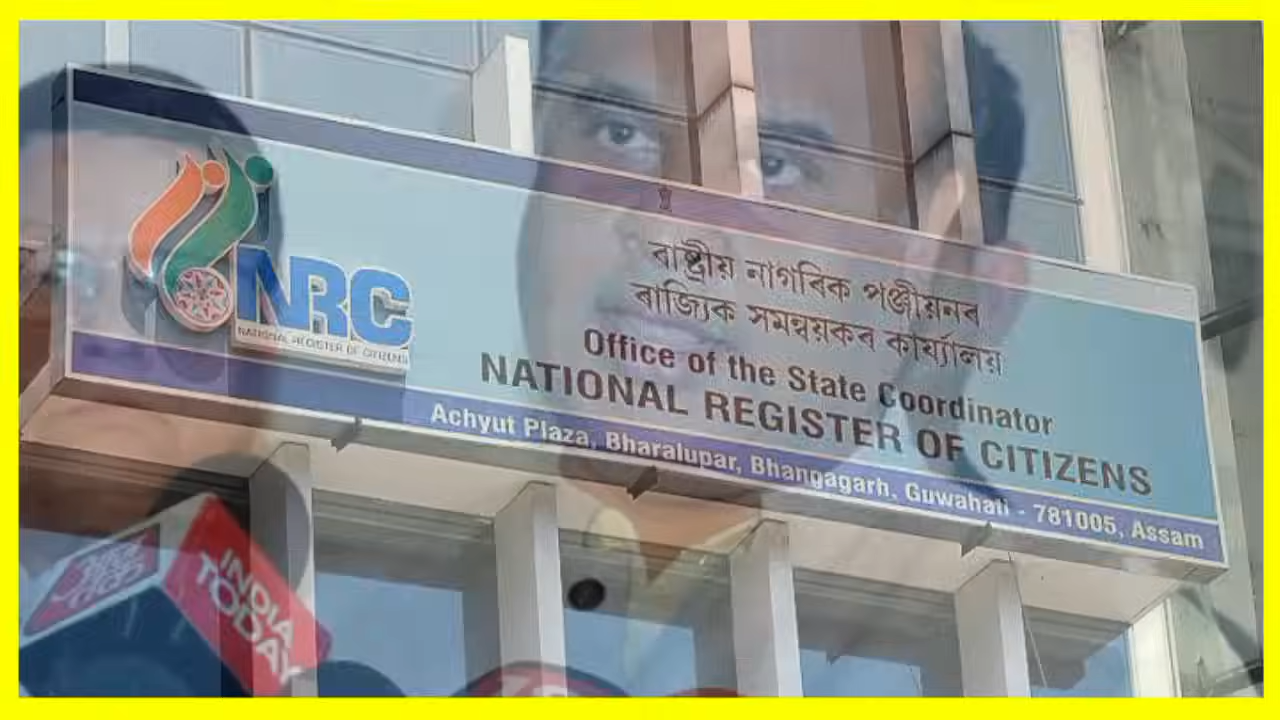 NRC
NATIONAL REGISTER OF CITIZENS
ৰাষ্ট্ৰীয় নাগৰিক পঞ্জীয়নৰ
ৰাজ্যিক সমন্বয়কৰ কাৰ্য্যালয়
Office of the State Coordinator
NATIONAL REGISTER OF CITIZENS
Achyut Plaza, Bharalupar, Bhangagarh, Guwahati - 781005, Assam
INDIA
TODAY